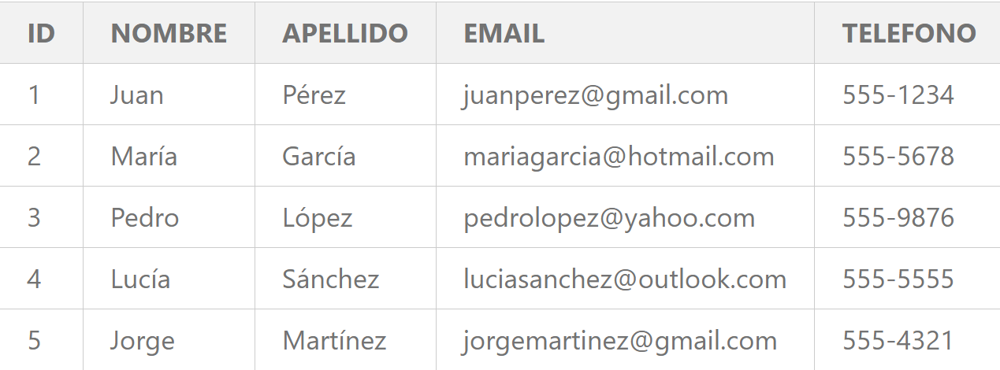 ID NOMBRE APELLIDO EMAIL TELEFONO
1 Juan Pérez juanperez@gmail.com 555-1234
2 María García mariagarcia@hotmail.com 555-5678
3 Pedro López pedrolopez@yahoo.com 555-9876
4 Lucía Sánchez luciasanchez@outlook.com 555-5555
5 Jorge Martínez jorgemartinez@gmail.com 555-4321